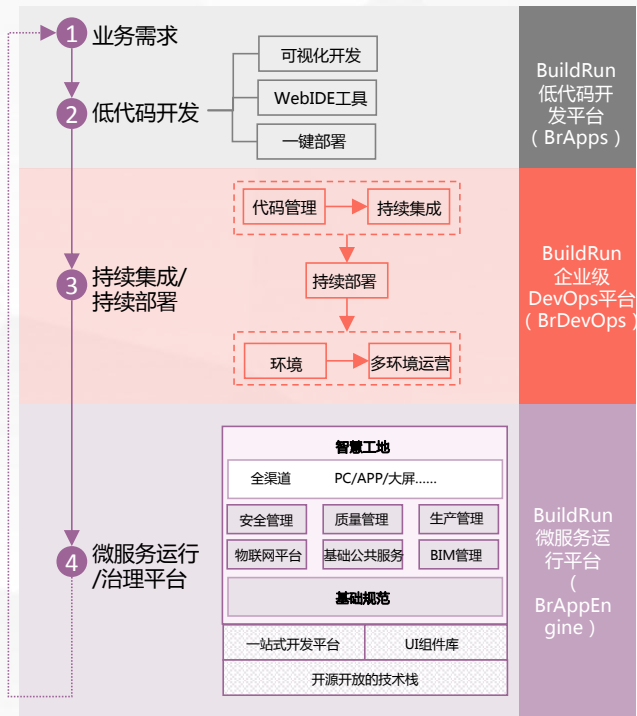 1 业务需求
2 低代码开发
可视化开发
WebIDE工具
一键部署
BuildRun
低代码开
发平台
（BrApps）
3 持续集成/
持续部署
代码管理
持续集成
持续部署
环境
多环境运营
BuildRun
企业级
DevOps平台
（BrDevOps）
4 微服务运行
/治理平台
智慧工地
全渠道 PC/APP/大屏……
安全管理 质量管理 生产管理
物联网平台 基础公共服务 BIM管理
基础规范
一站式开发平台 UI组件库
开源开放的技术栈
BuildRun
微服务运
行平台
（
BrAppEn
gine）